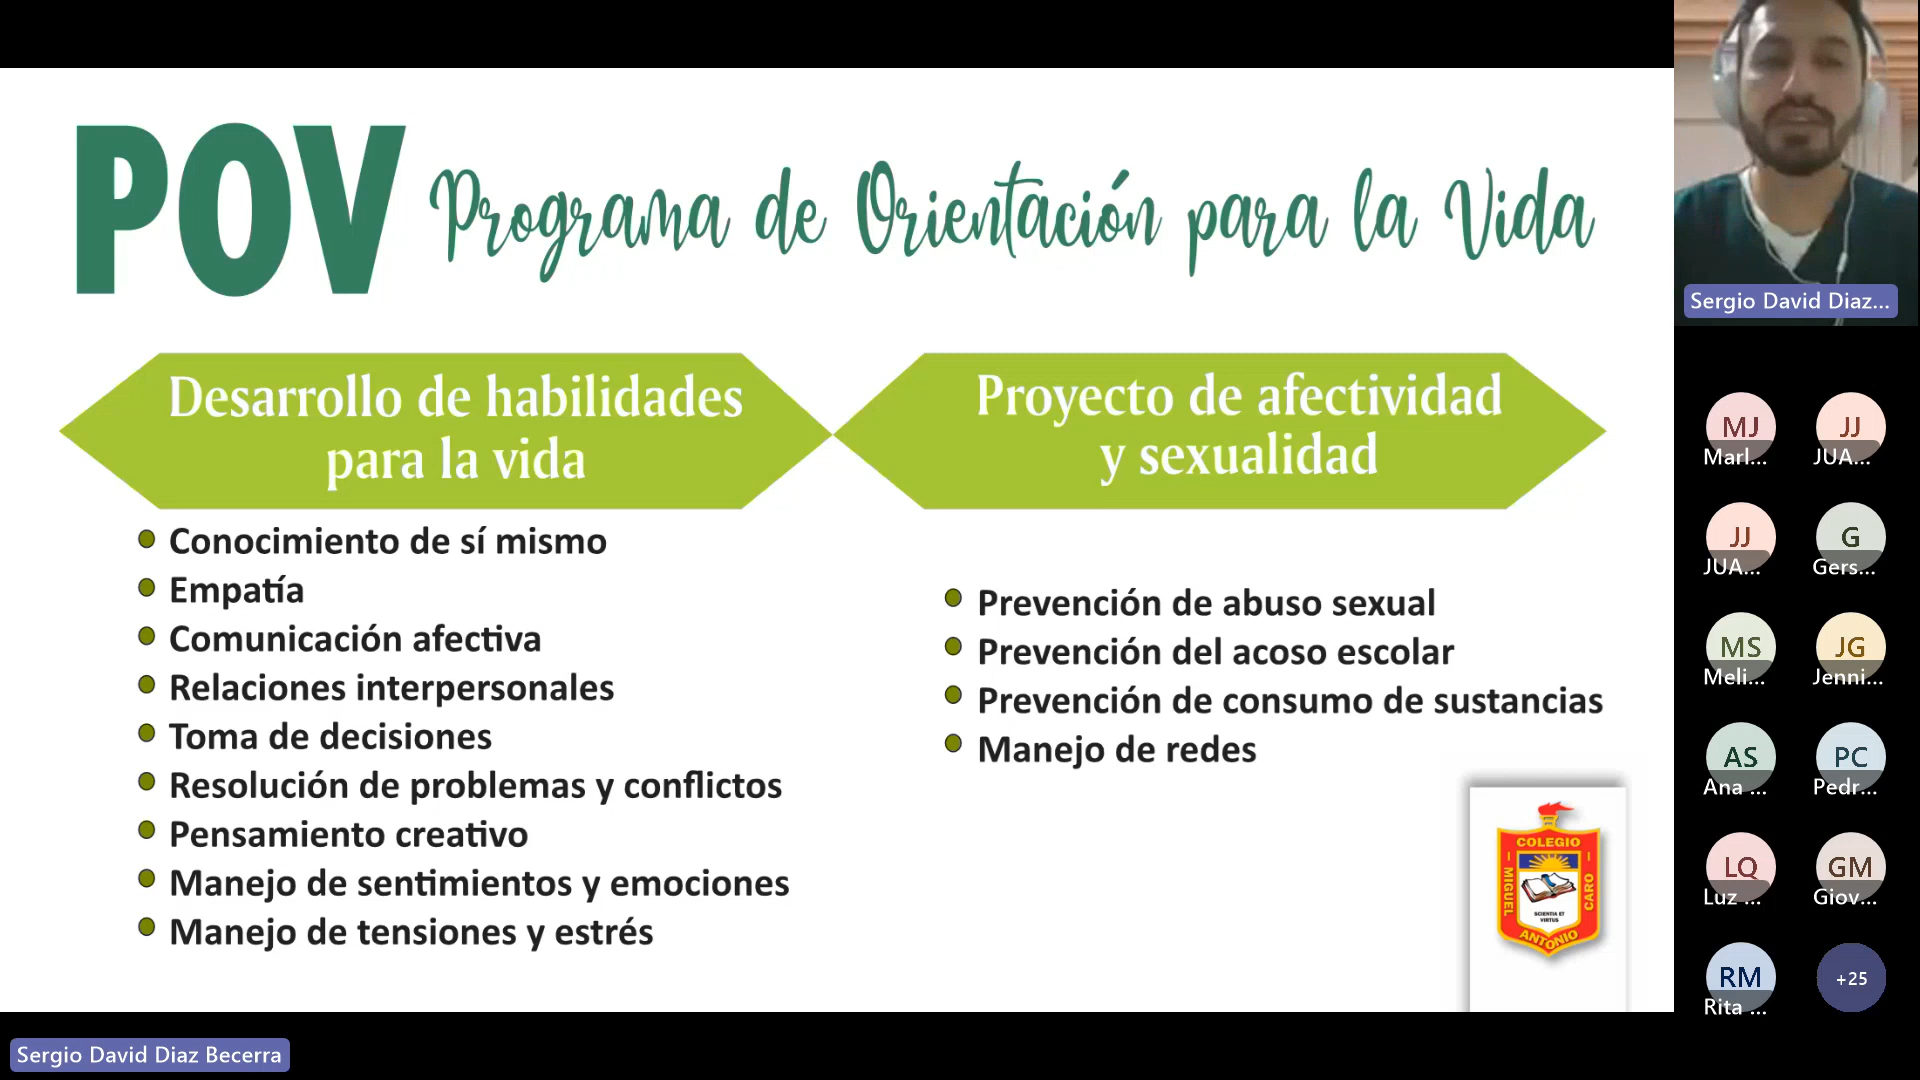 POV Programa de Orientación para la Vida
Desarrollo de habilidades
para la vida
Conocimiento de sí mismo
Empatía
Comunicación afectiva
Relaciones interpersonales
Toma de decisiones
Resolución de problemas y conflictos
Pensamiento creativo
Manejo de sentimientos y emociones
Manejo de tensiones y estrés
Proyecto de afectividad
y sexualidad
Prevención de abuso sexual
Prevención del acoso escolar
Prevención de consumo de sustancias
Manejo de redes
COLEGIO
MIGUEL
CARO
SCIENTIA ET
VIRTUS
ANTONIO
Sergio David Diaz...
MJ
Marl...
JJ
JUA...
JJ
JUA...
G
Gers...
MS
Meli...
JG
Jenni...
AS
Ana ...
PC
Pedr...
LQ
Luz ...
GM
Giov...
RM
Rita ...
+25
Sergio David Diaz Becerra